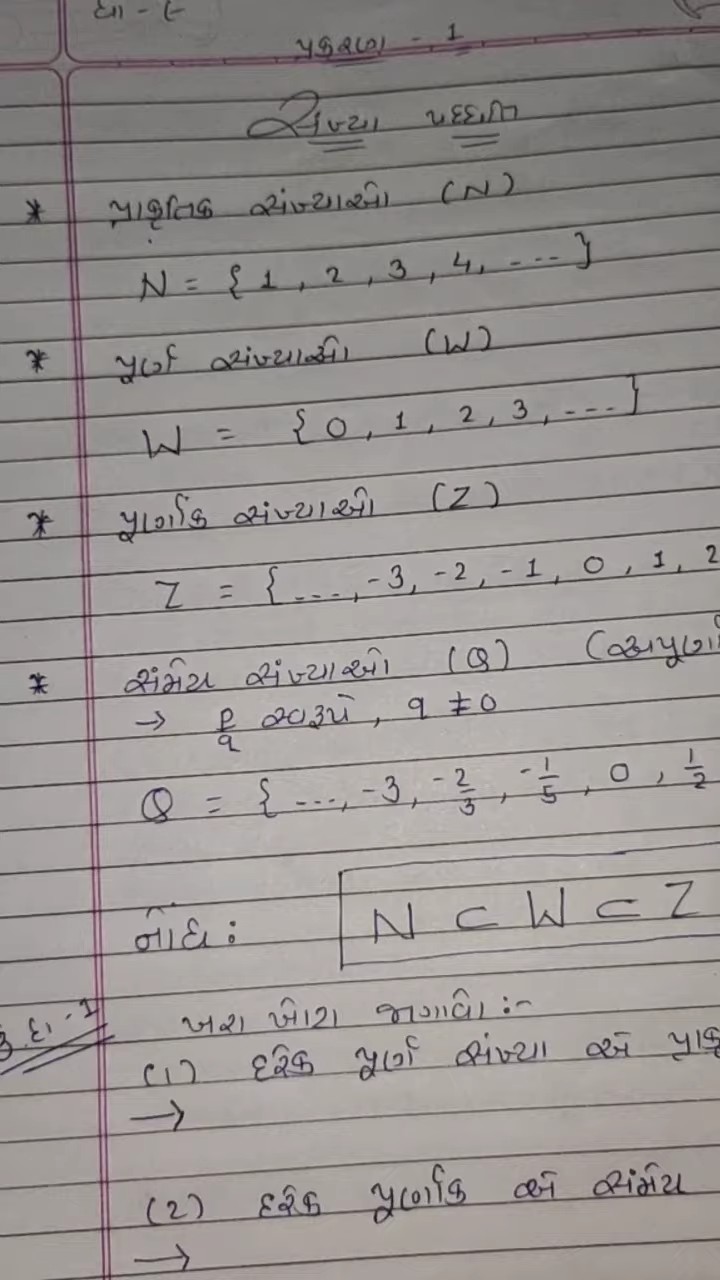 ધો - ૯
પ્રકરણ - 1
સંખ્યા પદ્ધતિ
* પ્રાકૃતિક સંખ્યાઓ (N)
N = {1, 2, 3, 4, ---}
* પુર્ણ સંખ્યાઓ (W)
W = {0, 1, 2, 3, ---}
* પુર્ણાંક સંખ્યાઓ (Z)
Z = {---, -3, -2, -1, 0, 1, 2
* સંમેય સંખ્યાઓ (Q)
→ p/q સ્વરૂપે, q ≠ 0
Q = {---, -3, -2/3, -1/5, 0, 1/2
નોંધ: N ⊂ W ⊂ Z
ઉ.દા.-1 ખરા ખોટા જણાવો :-
(1) દરેક પુર્ણ સંખ્યા એ
→
(2) દરેક પુર્ણાંક એ સંમેય
→